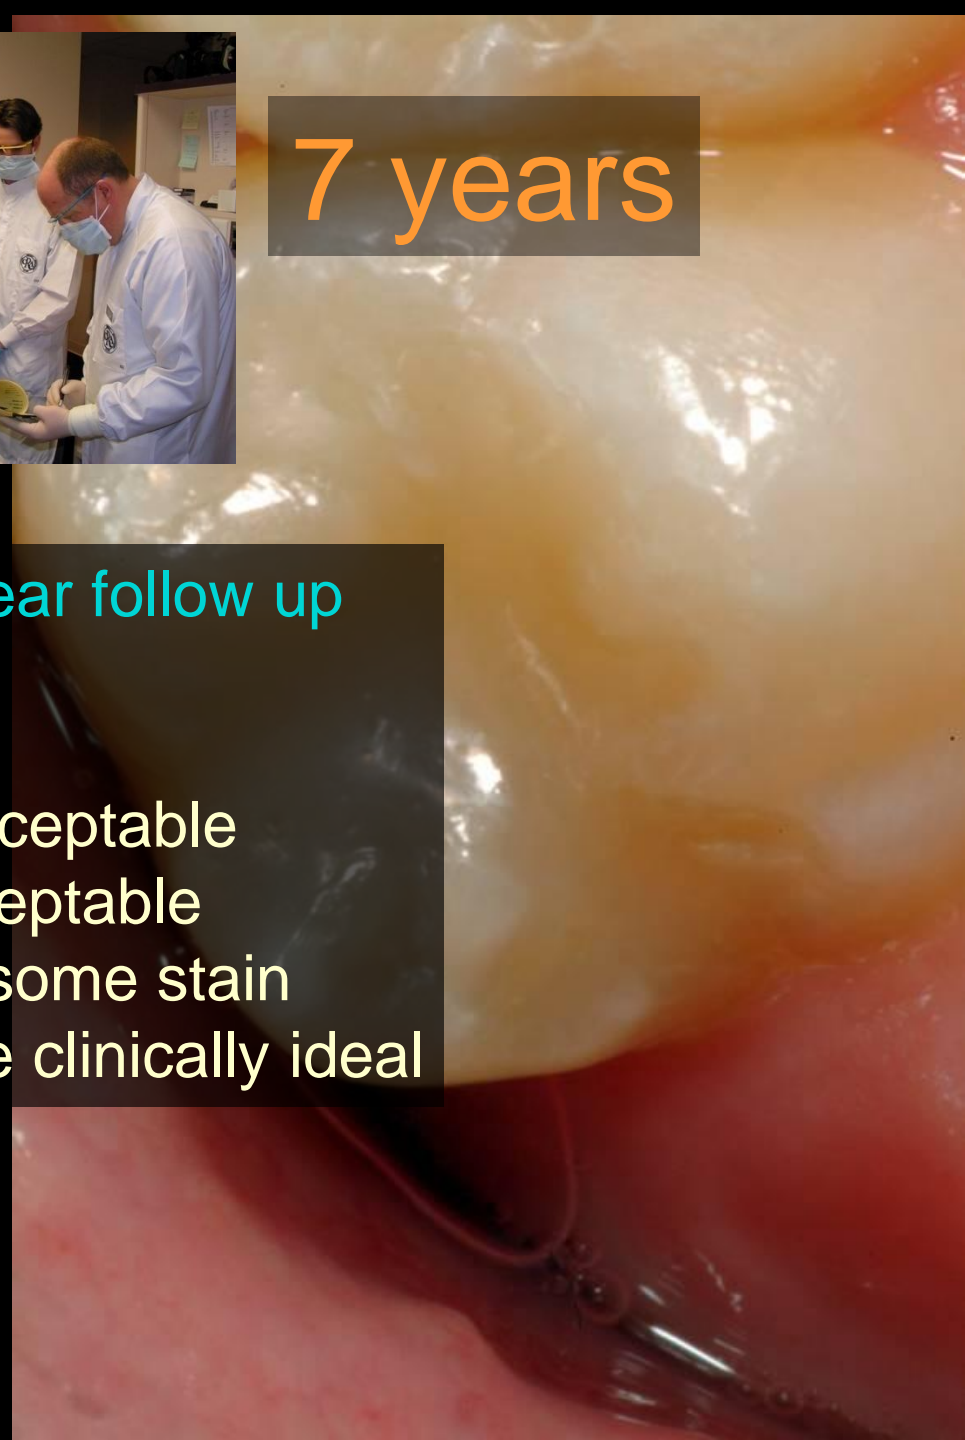 7 years
ear follow up
ceptable
eptable
some stain
e clinically ideal